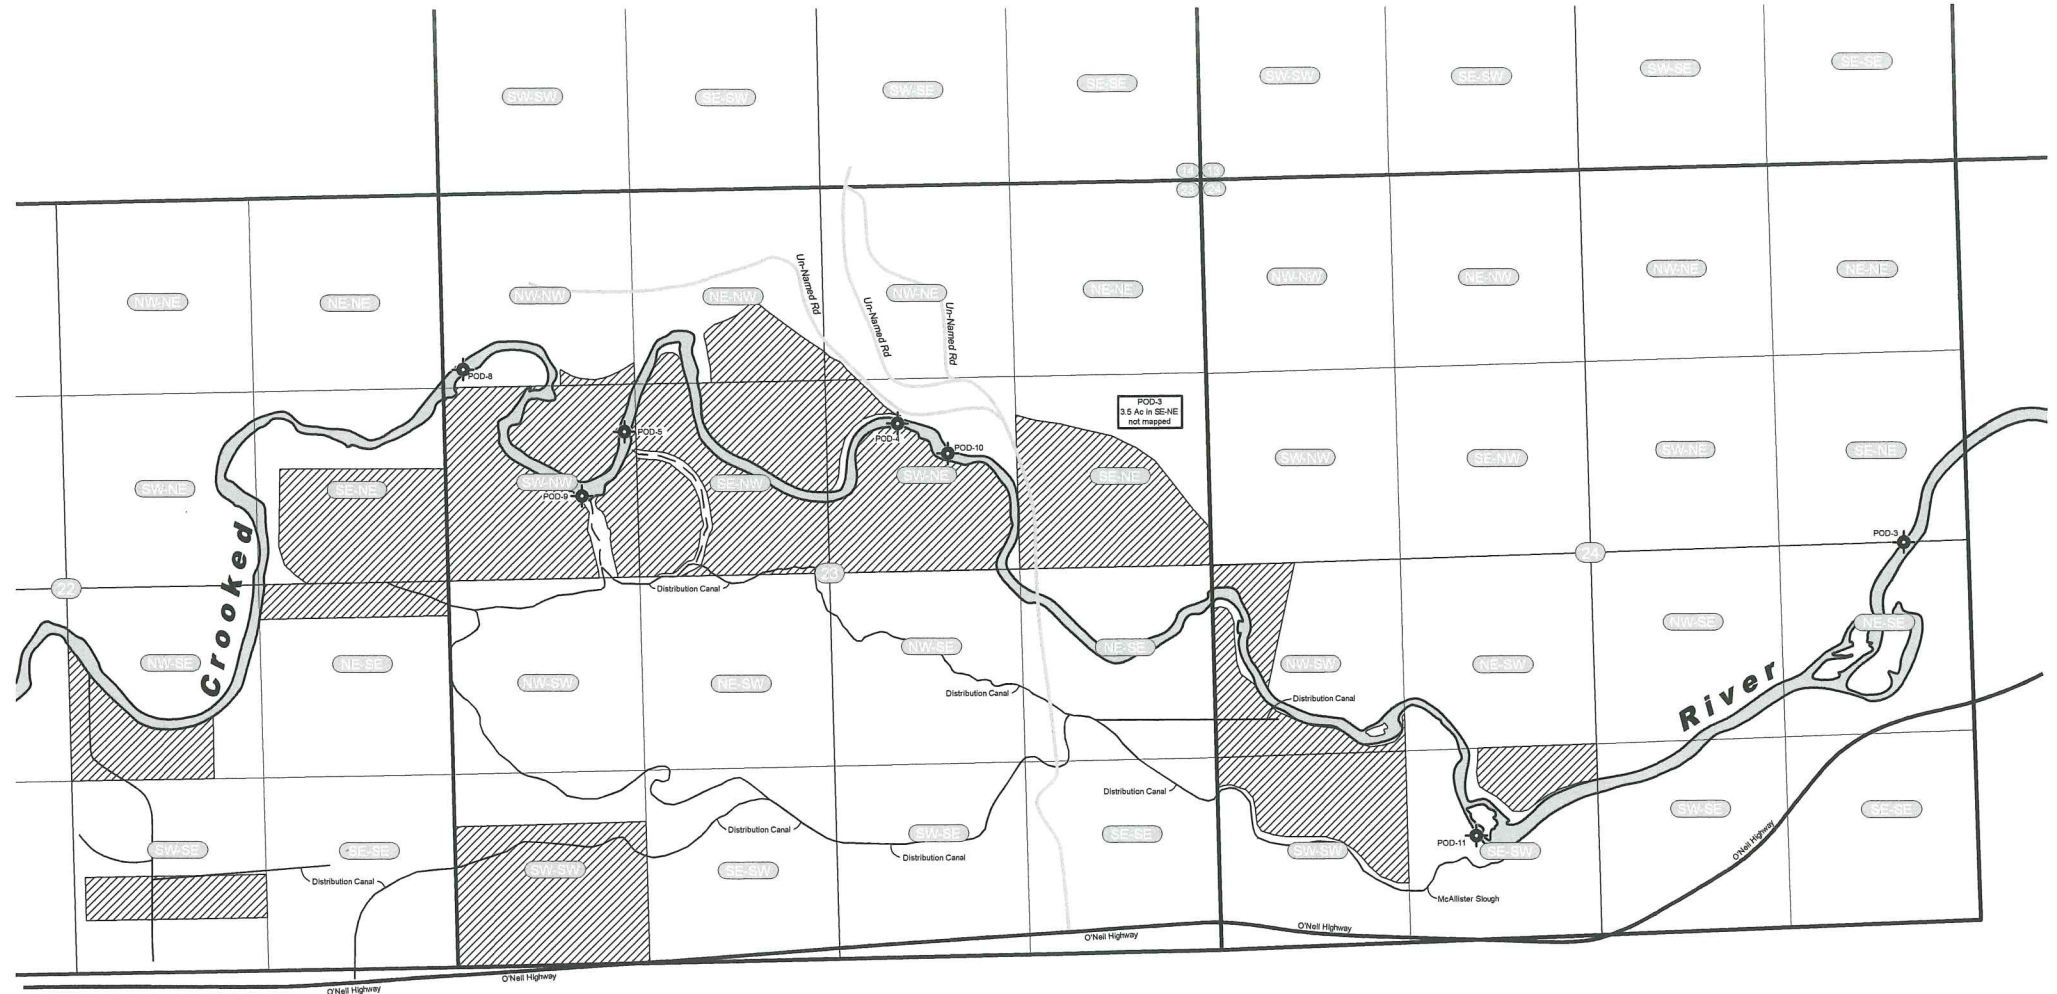 SW-SW
SE-SW
SW-SE
SE-SE
SW-SW
SE-SW
SW-SE
SE-SE
14 13
23 24
NW-NE
NE-NE
NW-NW
NE-NW
Un-Named Rd
Un-Named Rd
NW-NE
Un-Named Rd
NE-NE
NW-NW
NE-NW
NW-NE
NE-NE
POD-8
POD-3
3.5 Ac in SE-NE
not mapped
POD-5
POD-4
POD-10
SW-NE
SE-NE
SW-NW
POD-9
SE-NW
SW-NE
SE-NE
SW-NW
SE-NW
SW-NE
SE-NE
POD-3
Crooked
22
23
24
Distribution Canal
NW-SE
NE-SE
NW-SW
NE-SW
NW-SE
NE-SE
NW-SW
NE-SW
NW-SE
NE-SE
Distribution Canal
Distribution Canal
River
Distribution Canal
SW-SE
SE-SE
Distribution Canal
SW-SE
SE-SE
SW-SE
SE-SE
Distribution Canal
Distribution Canal
SW-SW
SE-SW
SW-SW
POD-11
SE-SW
McAllister Slough
O'Neil Highway
O'Neil Highway
O'Neil Highway
O'Neil Highway
O'Neil Highway